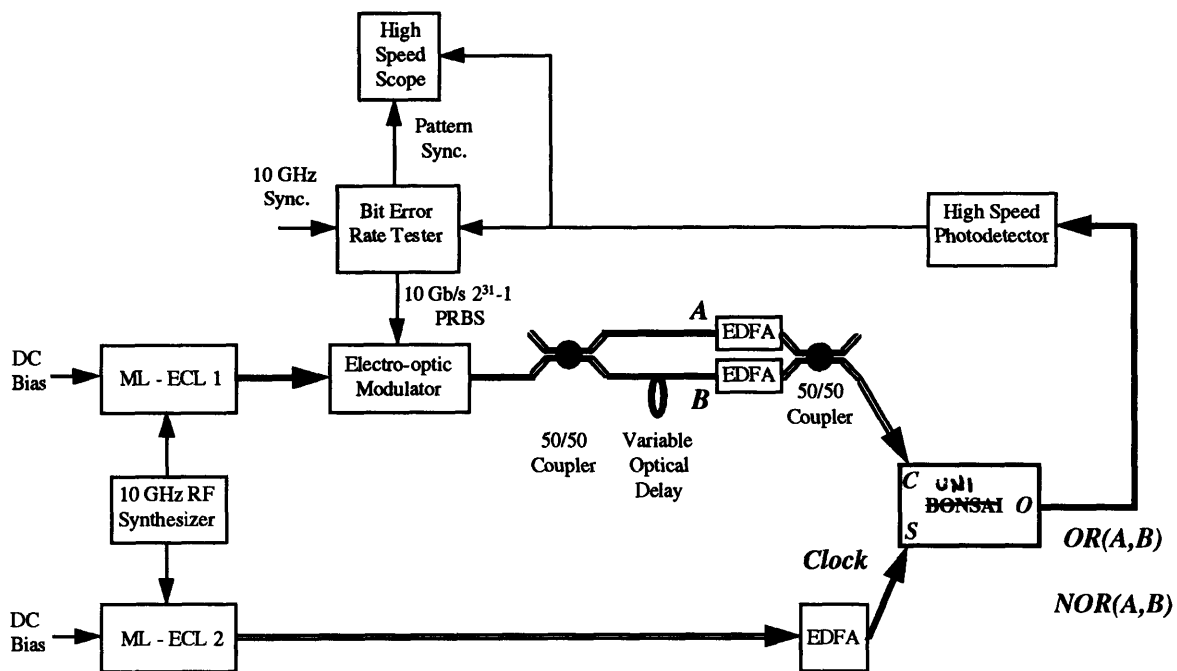 High
Speed
Scope
Pattern
Sync.
10 GHz
Sync.
Bit Error
Rate Tester
High Speed
Photodetector
10 Gb/s 2³¹-1
PRBS
A
EDFA
DC
Bias
ML - ECL 1
Electro-optic
Modulator
B
EDFA
50/50
Coupler
50/50
Coupler
Variable
Optical
Delay
10 GHz RF
Synthesizer
C UNI
BONSAI O
S
OR(A,B)
Clock
NOR(A,B)
DC
Bias
ML - ECL 2
EDFA